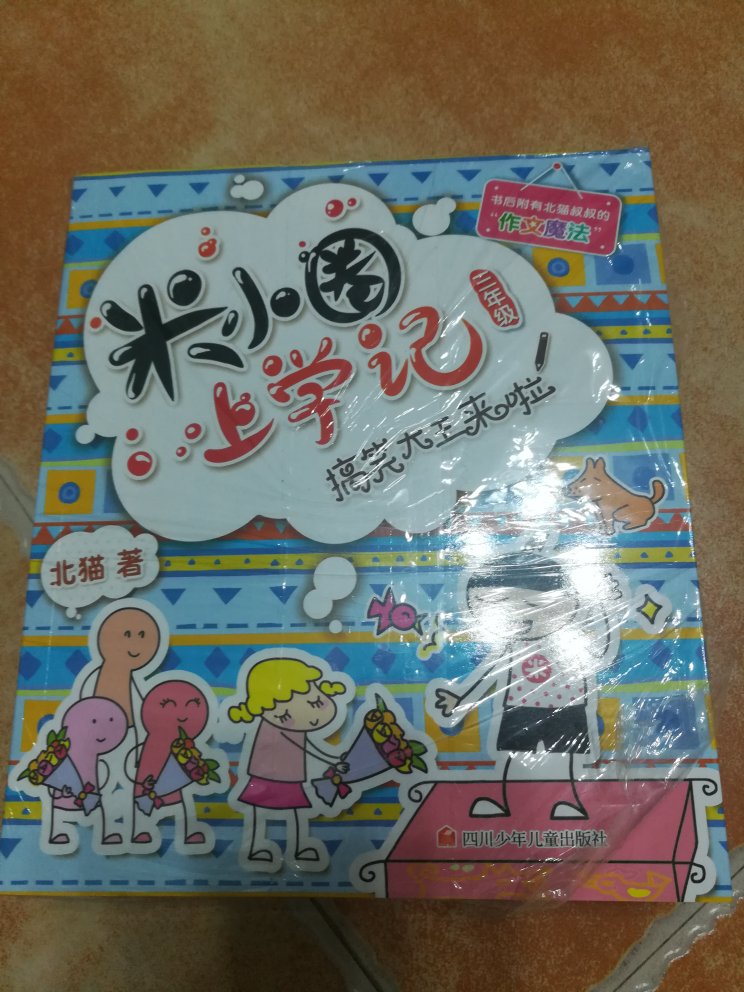 书后附有北猫叔叔的
“作文魔法”
米小圈
上学记
三年级
搞笑大王来啦
北猫 著
米
四川少年儿童出版社